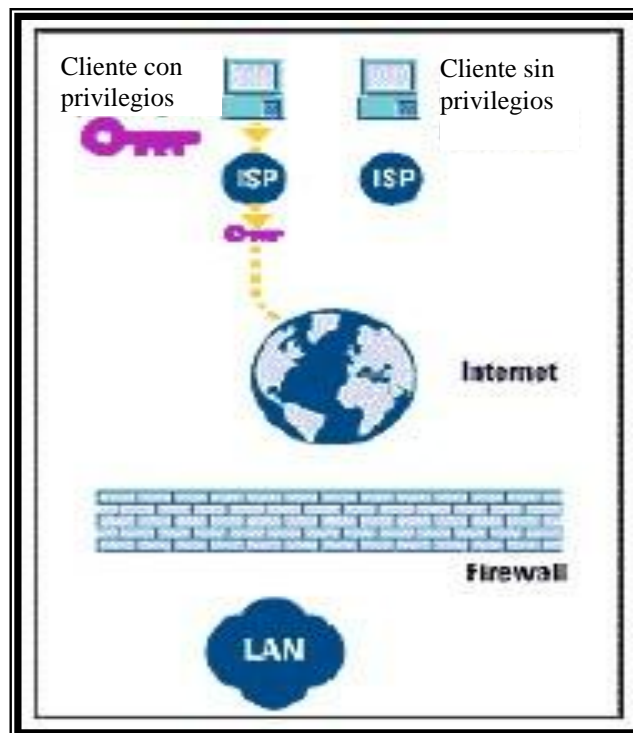 Cliente con
privilegios
Cliente sin
privilegios
ISP
ISP
Internet
Firewall
LAN